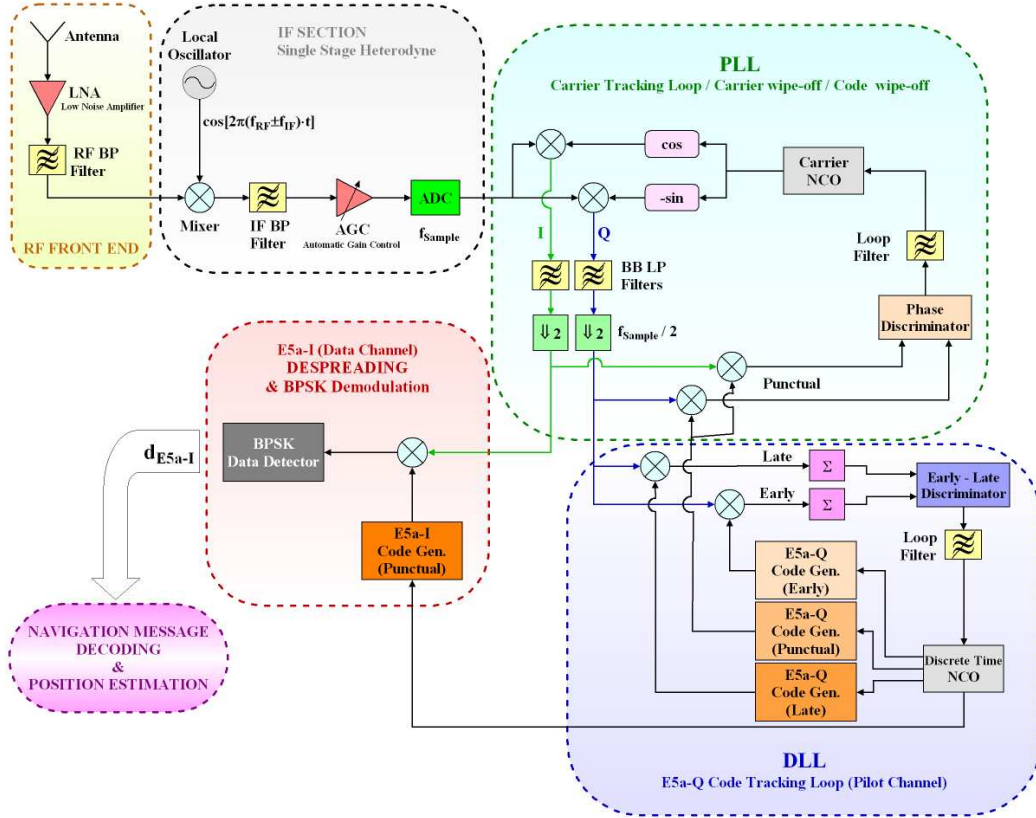 Antenna
LNA
Low Noise Amplifier
RF BP
Filter
RF FRONT END
Local
Oscillator
IF SECTION
Single Stage Heterodyne
cos[2π(fRF±fIF)·t]
Mixer
IF BP
Filter
AGC
Automatic Gain Control
ADC
fSample
PLL
Carrier Tracking Loop / Carrier wipe-off / Code wipe-off
cos
-sin
Carrier
NCO
I
Q
BB LP
Filters
Loop
Filter
⇓2
⇓2
fSample / 2
Phase
Discriminator
Punctual
E5a-I (Data Channel)
DESPREADING
& BPSK Demodulation
BPSK
Data Detector
dE5a-I
E5a-I
Code Gen.
(Punctual)
NAVIGATION MESSAGE
DECODING
&
POSITION ESTIMATION
Late
Σ
Early
Σ
Early - Late
Discriminator
Loop
Filter
E5a-Q
Code Gen.
(Early)
E5a-Q
Code Gen.
(Punctual)
E5a-Q
Code Gen.
(Late)
Discrete Time
NCO
DLL
E5a-Q Code Tracking Loop (Pilot Channel)